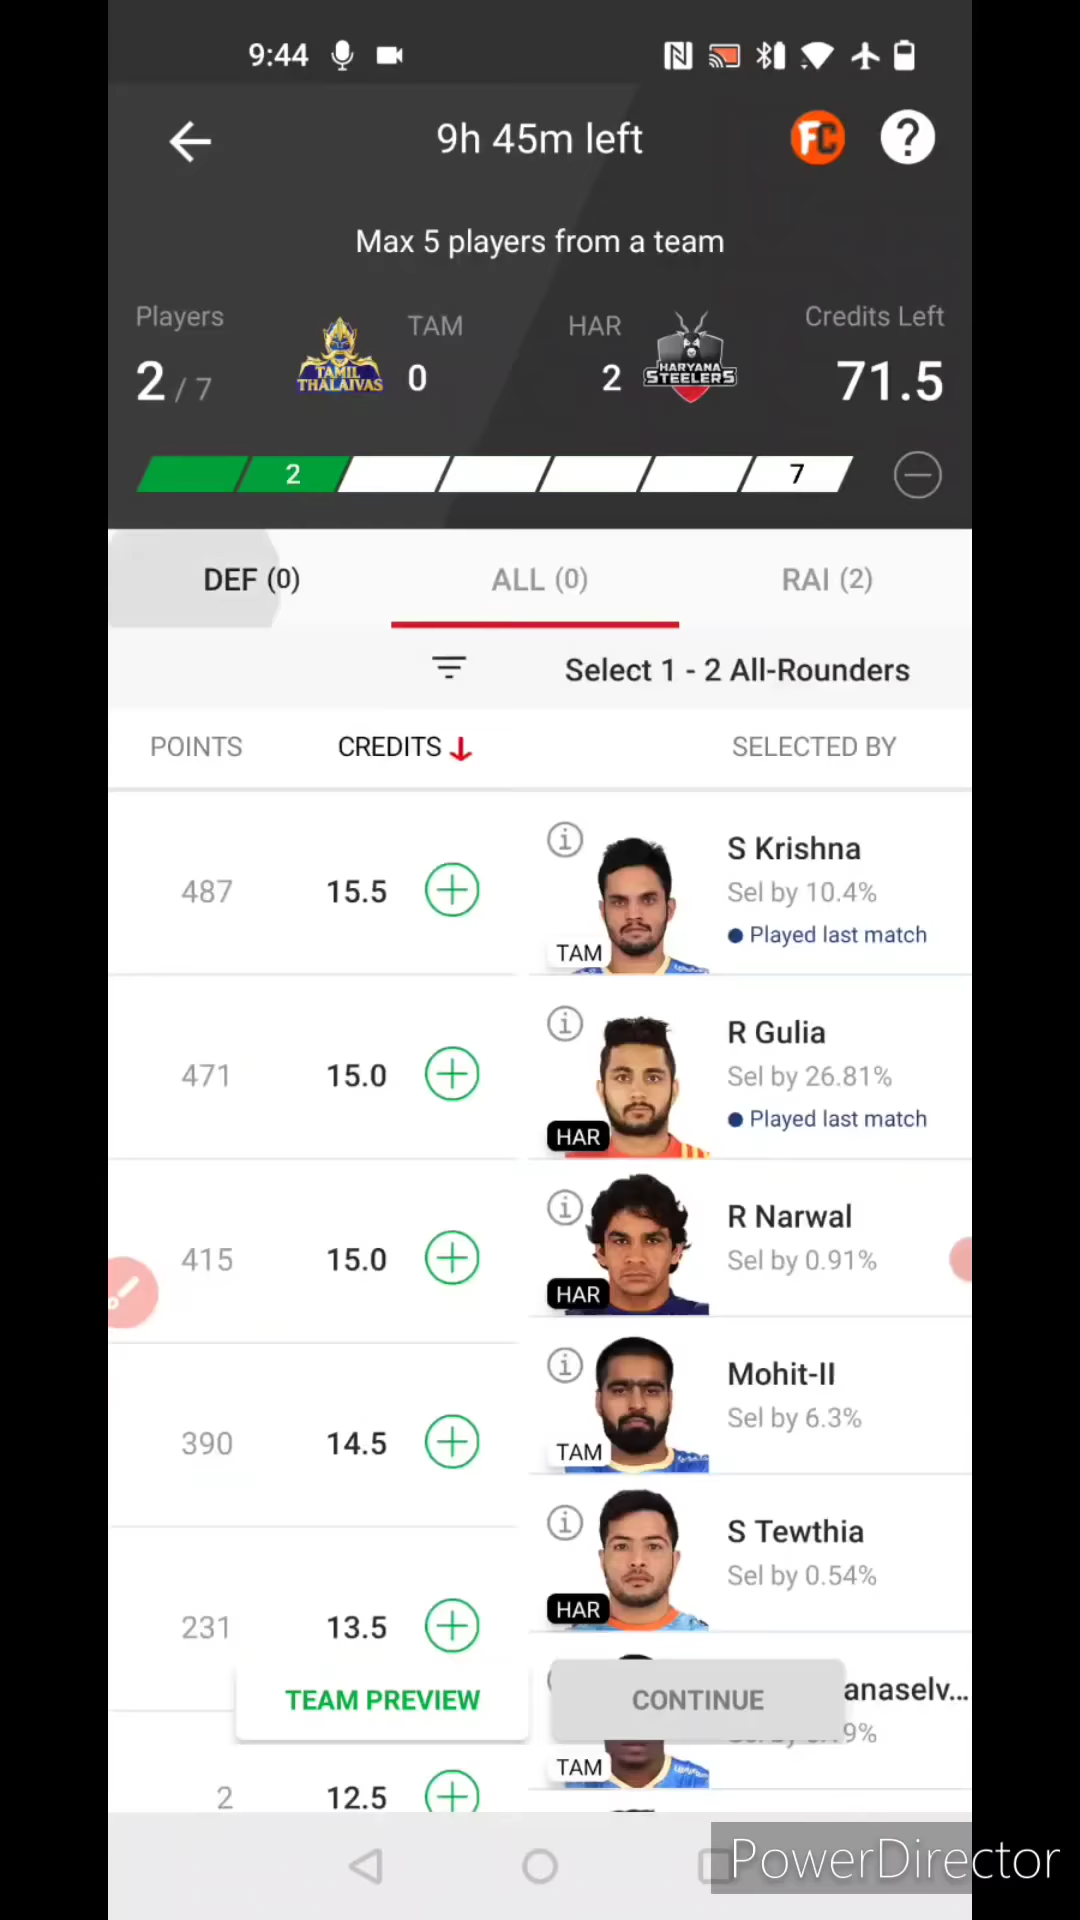 9:44
9h 45m left
FC
?
Max 5 players from a team
Players
TAM
HAR
Credits Left
2 / 7
TAMIL
THALAIVAS
0
2
HARYANA
STEELERS
71.5
2
7
DEF (0)
ALL (0)
RAI (2)
Select 1 - 2 All-Rounders
POINTS
CREDITS
SELECTED BY
487
15.5
TAM
S Krishna
Sel by 10.4%
Played last match
471
15.0
HAR
R Gulia
Sel by 26.81%
Played last match
415
15.0
HAR
R Narwal
Sel by 0.91%
390
14.5
TAM
Mohit-II
Sel by 6.3%
231
13.5
HAR
S Tewthia
Sel by 0.54%
TEAM PREVIEW
CONTINUE
anaselv...
9%
TAM
2
12.5
PowerDirector